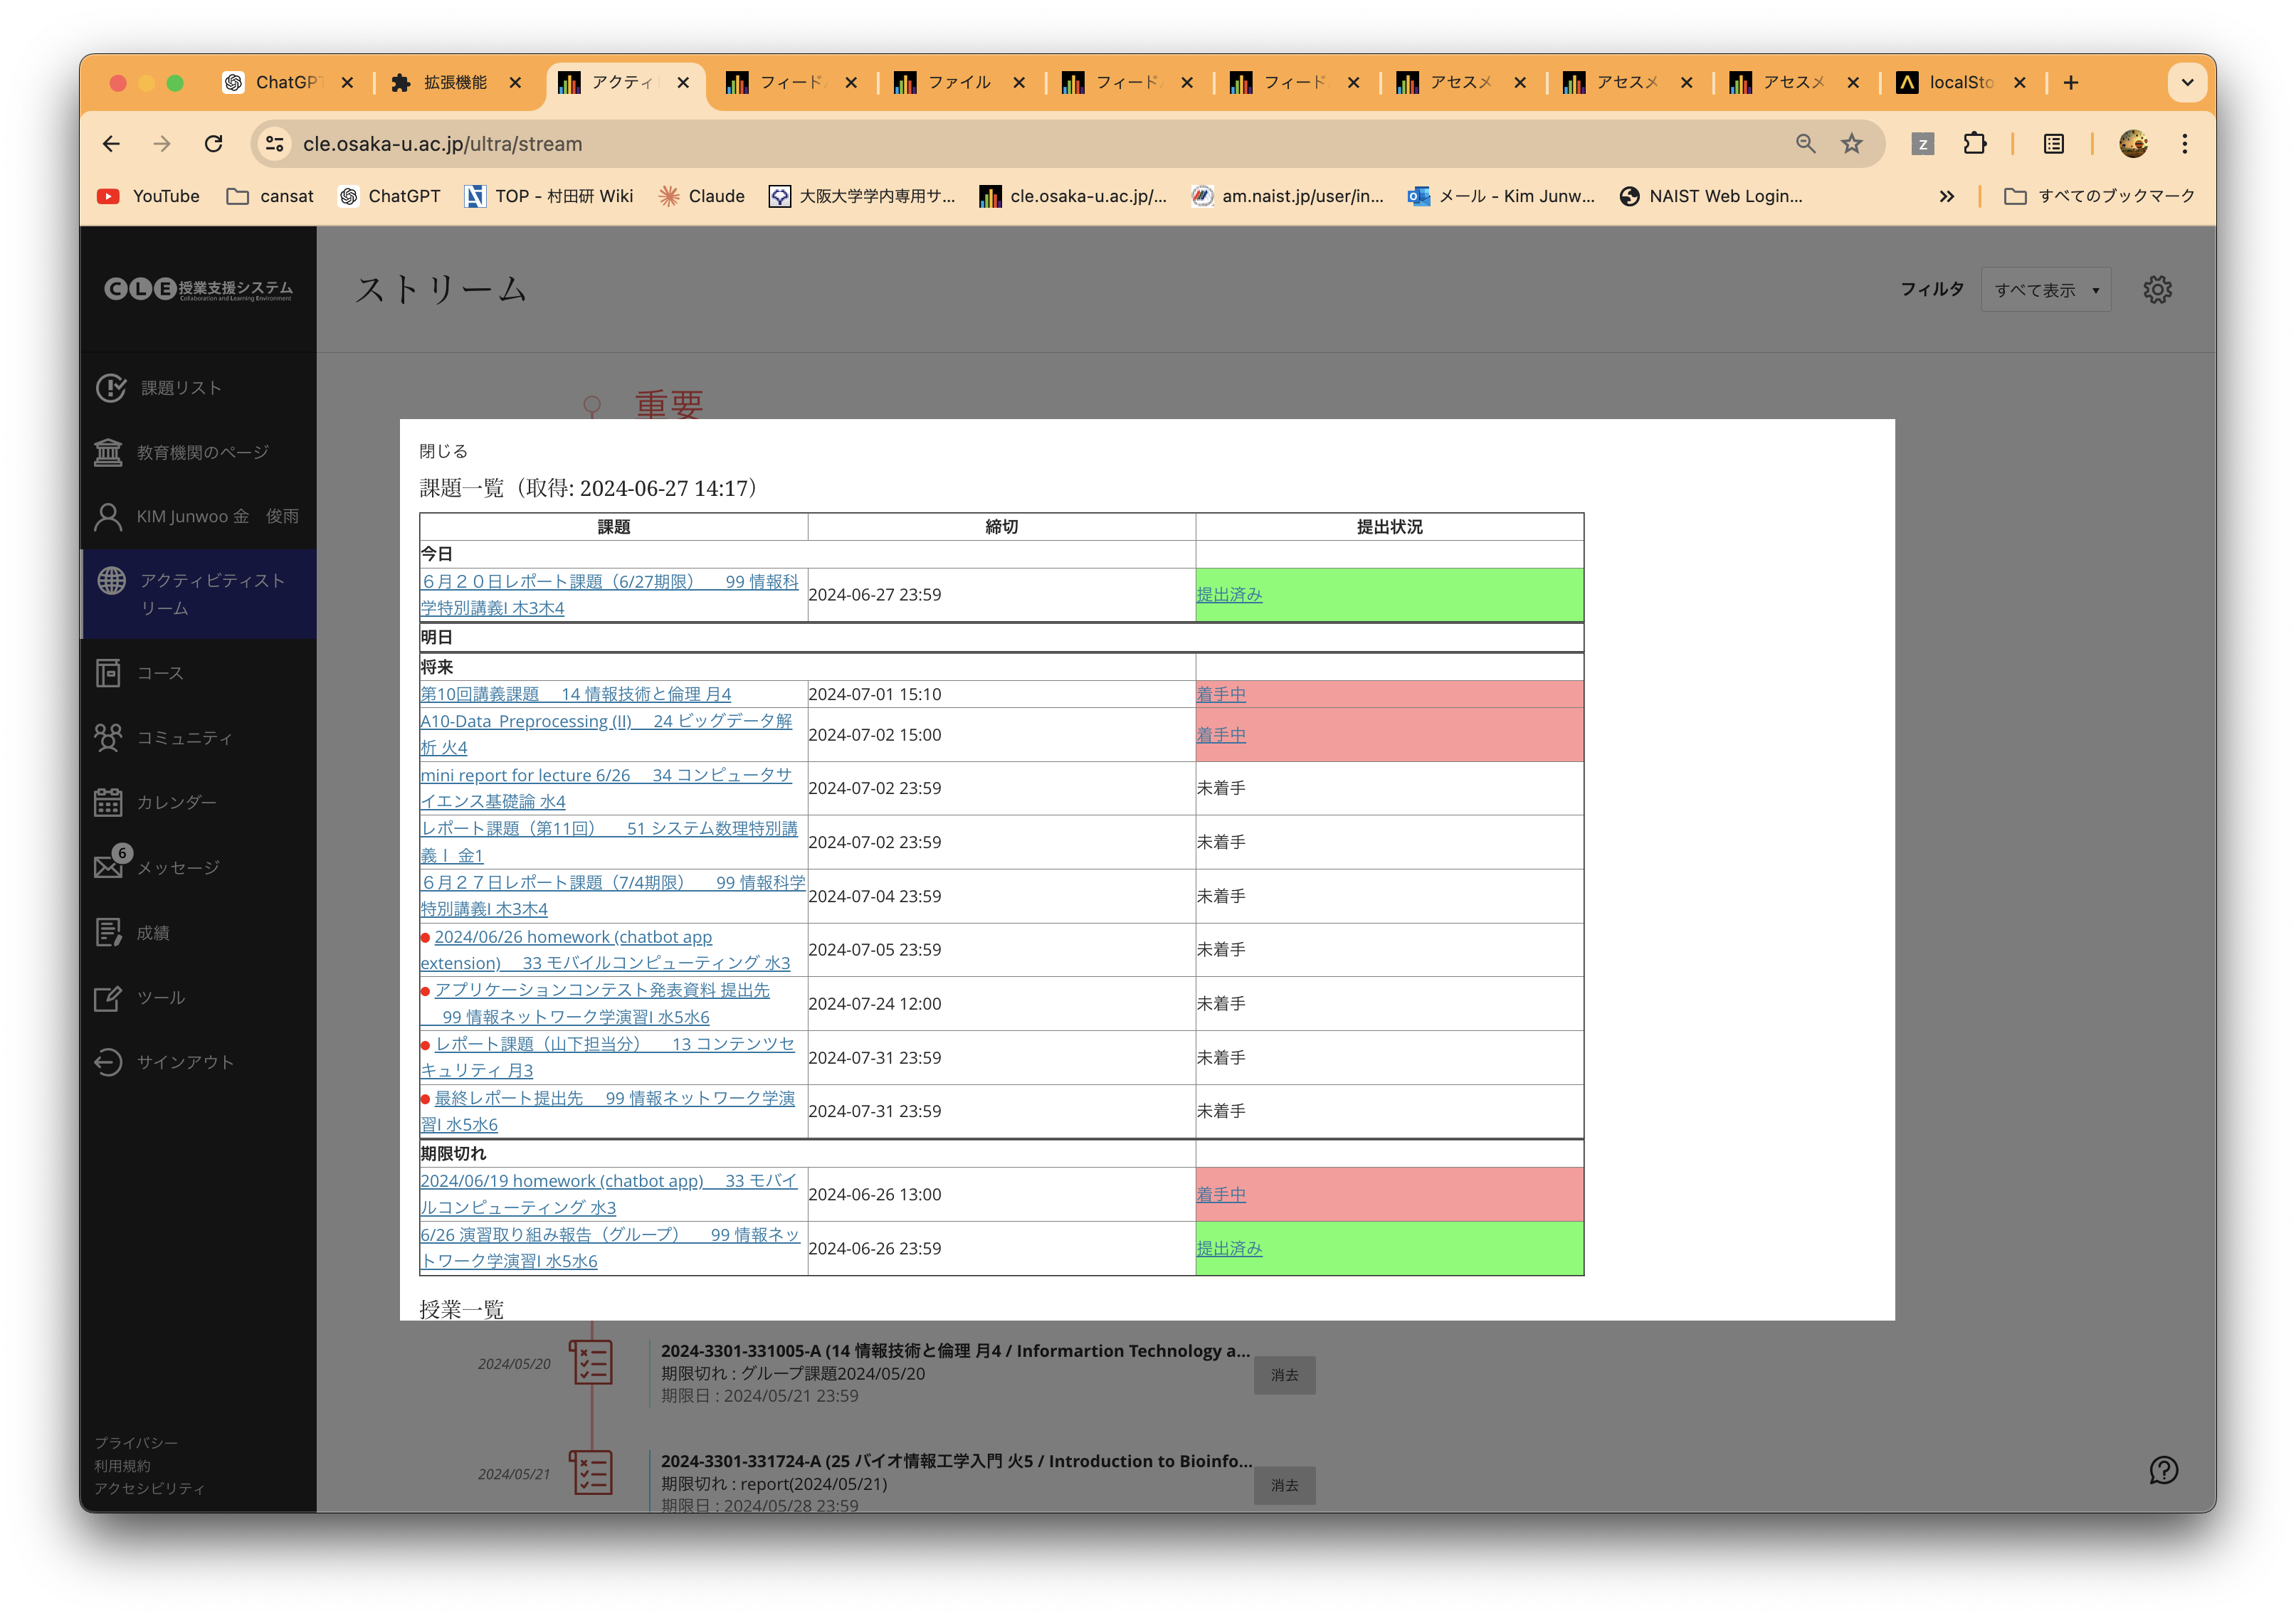 ChatGP
拡張機能
アクティ
フィード
ファイル
フィード
フィード
アセスメ
アセスメ
アセスメ
localSto
cle.osaka-u.ac.jp/ultra/stream
Z
YouTube
cansat
ChatGPT
TOP - 村田研 Wiki
Claude
大阪大学学内専用サ...
cle.osaka-u.ac.jp/...
am.naist.jp/user/in...
メール - Kim Junw...
NAIST Web Login...
すべてのブックマーク
CLE授業支援システム
Collaboration and Learning Environment
課題リスト
教育機関のページ
KIM Junwoo 金 俊雨
アクティビティスト
リーム
コース
コミュニティ
カレンダー
6
メッセージ
成績
ツール
サインアウト
プライバシー
利用規約
アクセシビリティ
ストリーム
フィルタ
すべて表示
重要
閉じる
課題一覧（取得: 2024-06-27 14:17）
課題 締切 提出状況
今日
６月２０日レポート課題（6/27期限） 99 情報科
学特別講義I 木3木4
2024-06-27 23:59
提出済み
明日
将来
第10回講義課題 14 情報技術と倫理 月4
2024-07-01 15:10
着手中
A10-Data Preprocessing (II) 24 ビッグデータ解
析 火4
2024-07-02 15:00
着手中
mini report for lecture 6/26 34 コンピュータサ
イエンス基礎論 水4
2024-07-02 23:59
未着手
レポート課題（第11回） 51 システム数理特別講
義Ⅰ 金1
2024-07-02 23:59
未着手
６月２７日レポート課題（7/4期限） 99 情報科学
特別講義I 木3木4
2024-07-04 23:59
未着手
2024/06/26 homework (chatbot app
extension) 33 モバイルコンピューティング 水3
2024-07-05 23:59
未着手
アプリケーションコンテスト発表資料 提出先
99 情報ネットワーク学演習I 水5水6
2024-07-24 12:00
未着手
レポート課題（山下担当分） 13 コンテンツセ
キュリティ 月3
2024-07-31 23:59
未着手
最終レポート提出先 99 情報ネットワーク学演
習I 水5水6
2024-07-31 23:59
未着手
期限切れ
2024/06/19 homework (chatbot app) 33 モバイ
ルコンピューティング 水3
2024-06-26 13:00
着手中
6/26 演習取り組み報告（グループ） 99 情報ネッ
トワーク学演習I 水5水6
2024-06-26 23:59
提出済み
授業一覧
2024/05/20
2024-3301-331005-A (14 情報技術と倫理 月4 / Informartion Technology a...
期限切れ : グループ課題2024/05/20
期限日 : 2024/05/21 23:59
消去
2024/05/21
2024-3301-331724-A (25 バイオ情報工学入門 火5 / Introduction to Bioinfo...
期限切れ : report(2024/05/21)
期限日 : 2024/05/28 23:59
消去